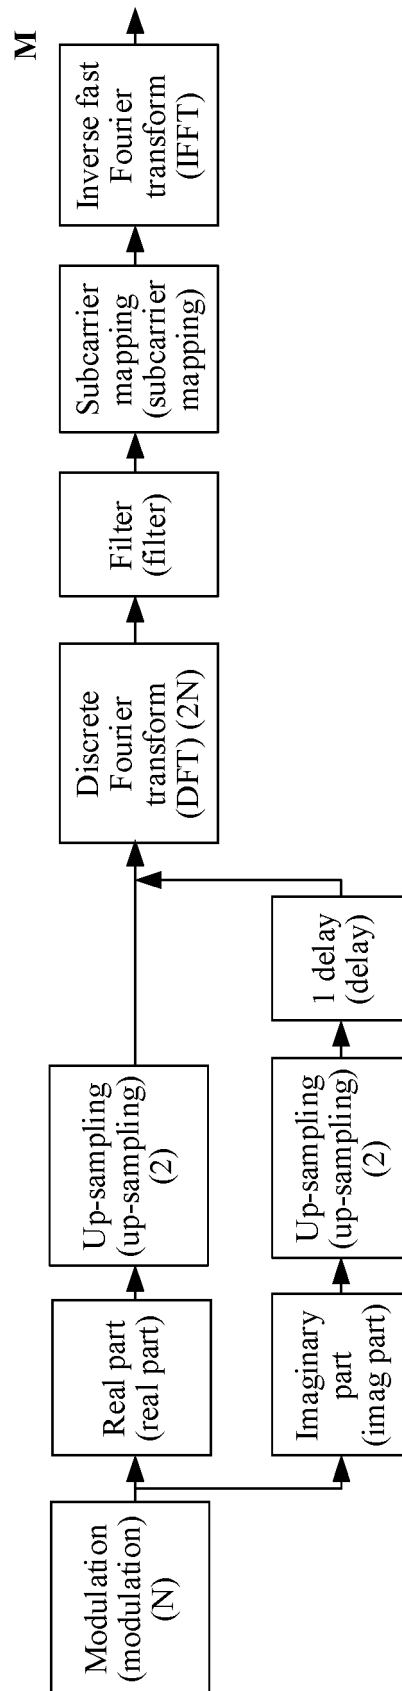 Modulation
(modulation)
(N)
Real part
(real part)
Up-sampling
(up-sampling)
(2)
Imaginary
part
(imag part)
Up-sampling
(up-sampling)
(2)
1 delay
(delay)
Discrete
Fourier
transform
(DFT) (2N)
Filter
(filter)
Subcarrier
mapping
(subcarrier
mapping)
Inverse fast
Fourier
transform
(IFFT)
M